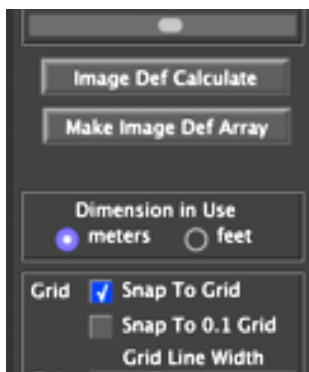 Image Def Calculate
Make Image Def Array
Dimension in Use
meters feet
Grid Snap To Grid
Snap To 0.1 Grid
Grid Line Width